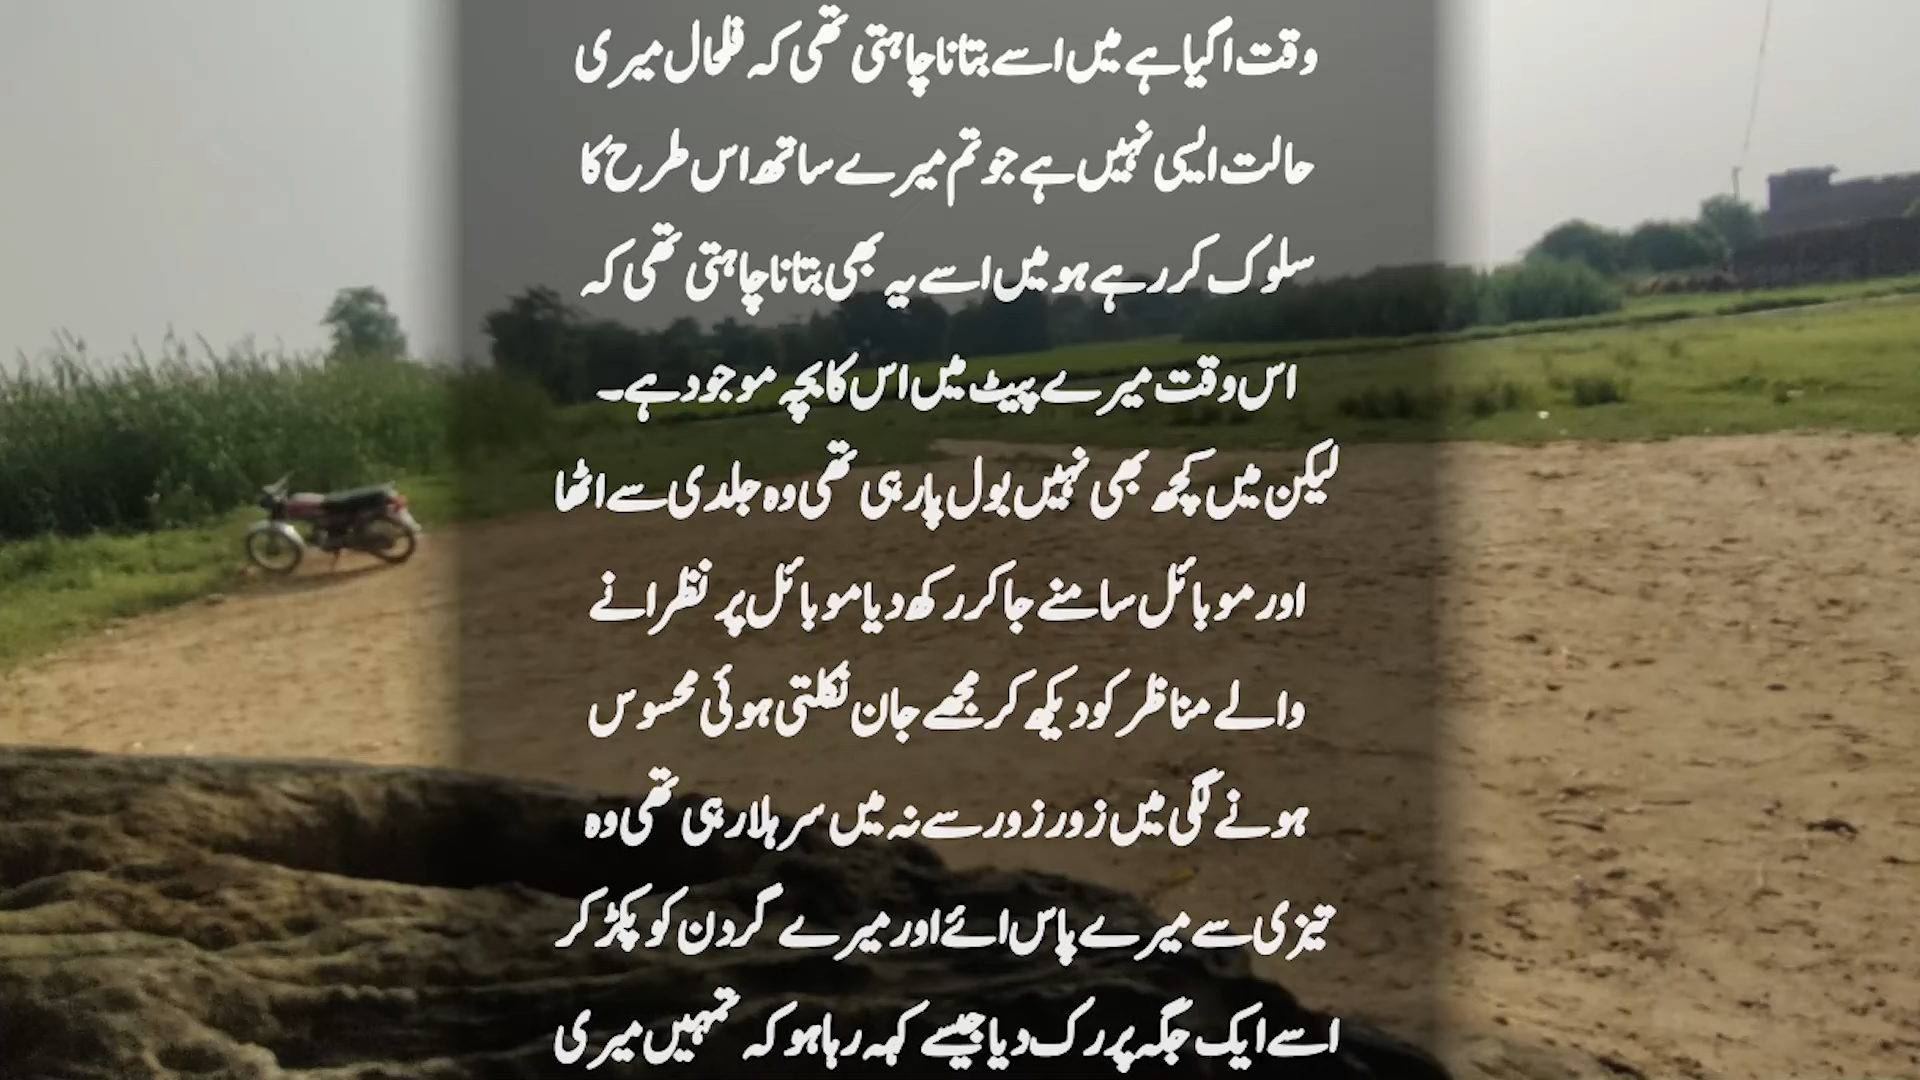 وقت اگیا ہے میں اسے بتانا چاہتی تھی کہ فلحال میری
حالت ایسی نہیں ہے جو تم میرے ساتھ اس طرح کا
سلوک کر رہے ہو میں اسے یہ بھی بتانا چاہتی تھی کہ
اس وقت میرے پیٹ میں اس کا بچہ موجود ہے۔
لیکن میں کچھ بھی نہیں بول پا رہی تھی وہ جلدی سے اٹھا
اور موبائل سامنے جا کر رکھ دیا موبائل پر نظر انے
والے مناظر کو دیکھ کر مجھے جان نکلتی ہوئی محسوس
ہونے لگی میں زور زور سے نہ میں سر ہلا رہی تھی وہ
تیزی سے میرے پاس ائے اور میرے گردن کو پکڑ کر
اسے ایک جگہ پر رک دیا جیسے کہہ رہا ہو کہ تمہیں میری